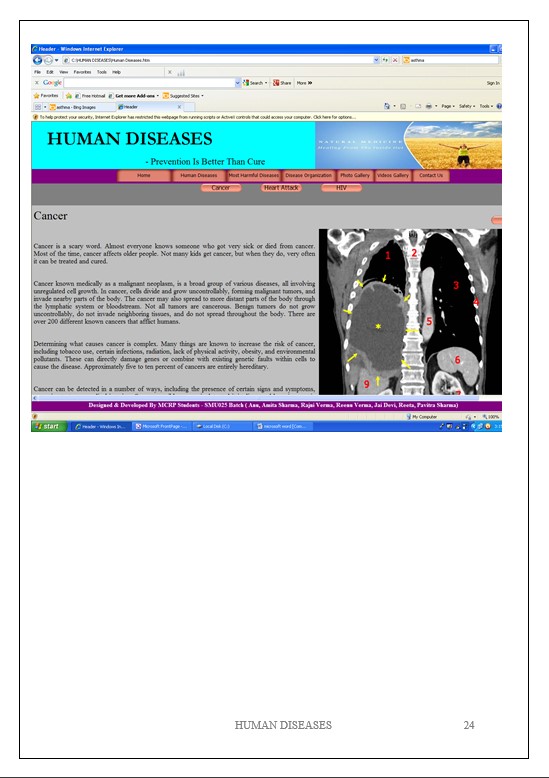 Header - Windows Internet Explorer
C:\HUMAN DISEASES\Human Diseases.htm
asthma
File Edit View Favorites Tools Help
X Google Search Share More »
Sign In
Favorites Free Hotmail Get more Add-ons Suggested Sites
asthma - Bing Images Header X
Page Safety Tools
To help protect your security, Internet Explorer has restricted this webpage from running scripts or ActiveX controls that could access your computer. Click here for options...
HUMAN DISEASES
- Prevention Is Better Than Cure
NATURAL MEDICINE
Home Human Diseases Most Harmful Diseases Disease Organization Photo Gallery Videos Gallery Contact Us
Cancer Heart Attack HIV
Cancer
Cancer is a scary word. Almost everyone knows someone who got very sick or died from cancer.
Most of the time, cancer affects older people. Not many kids get cancer, but when they do, very often
it can be treated and cured.
Cancer known medically as a malignant neoplasm, is a broad group of various diseases, all involving
unregulated cell growth. In cancer, cells divide and grow uncontrollably, forming malignant tumors, and
invade nearby parts of the body. The cancer may also spread to more distant parts of the body through
the lymphatic system or bloodstream. Not all tumors are cancerous. Benign tumors do not grow
uncontrollably, do not invade neighboring tissues, and do not spread throughout the body. There are
over 200 different known cancers that afflict humans.
Determining what causes cancer is complex. Many things are known to increase the risk of cancer,
including tobacco use, certain infections, radiation, lack of physical activity, obesity, and environmental
pollutants. These can directly damage genes or combine with existing genetic faults within cells to
cause the disease. Approximately five to ten percent of cancers are entirely hereditary.
Cancer can be detected in a number of ways, including the presence of certain signs and symptoms,
1
2
3
4
5
6
9
*
Designed & Developed By MCRP Students - SMU025 Batch ( Anu, Amita Sharma, Rajni Verma, Reenu Verma, Jai Devi, Reeta, Pavitra Sharma)
My Computer 100%
start Header - Windows In... Microsoft FrontPage - ... Local Disk (C:) microsoft word [Com...
HUMAN DISEASES 24